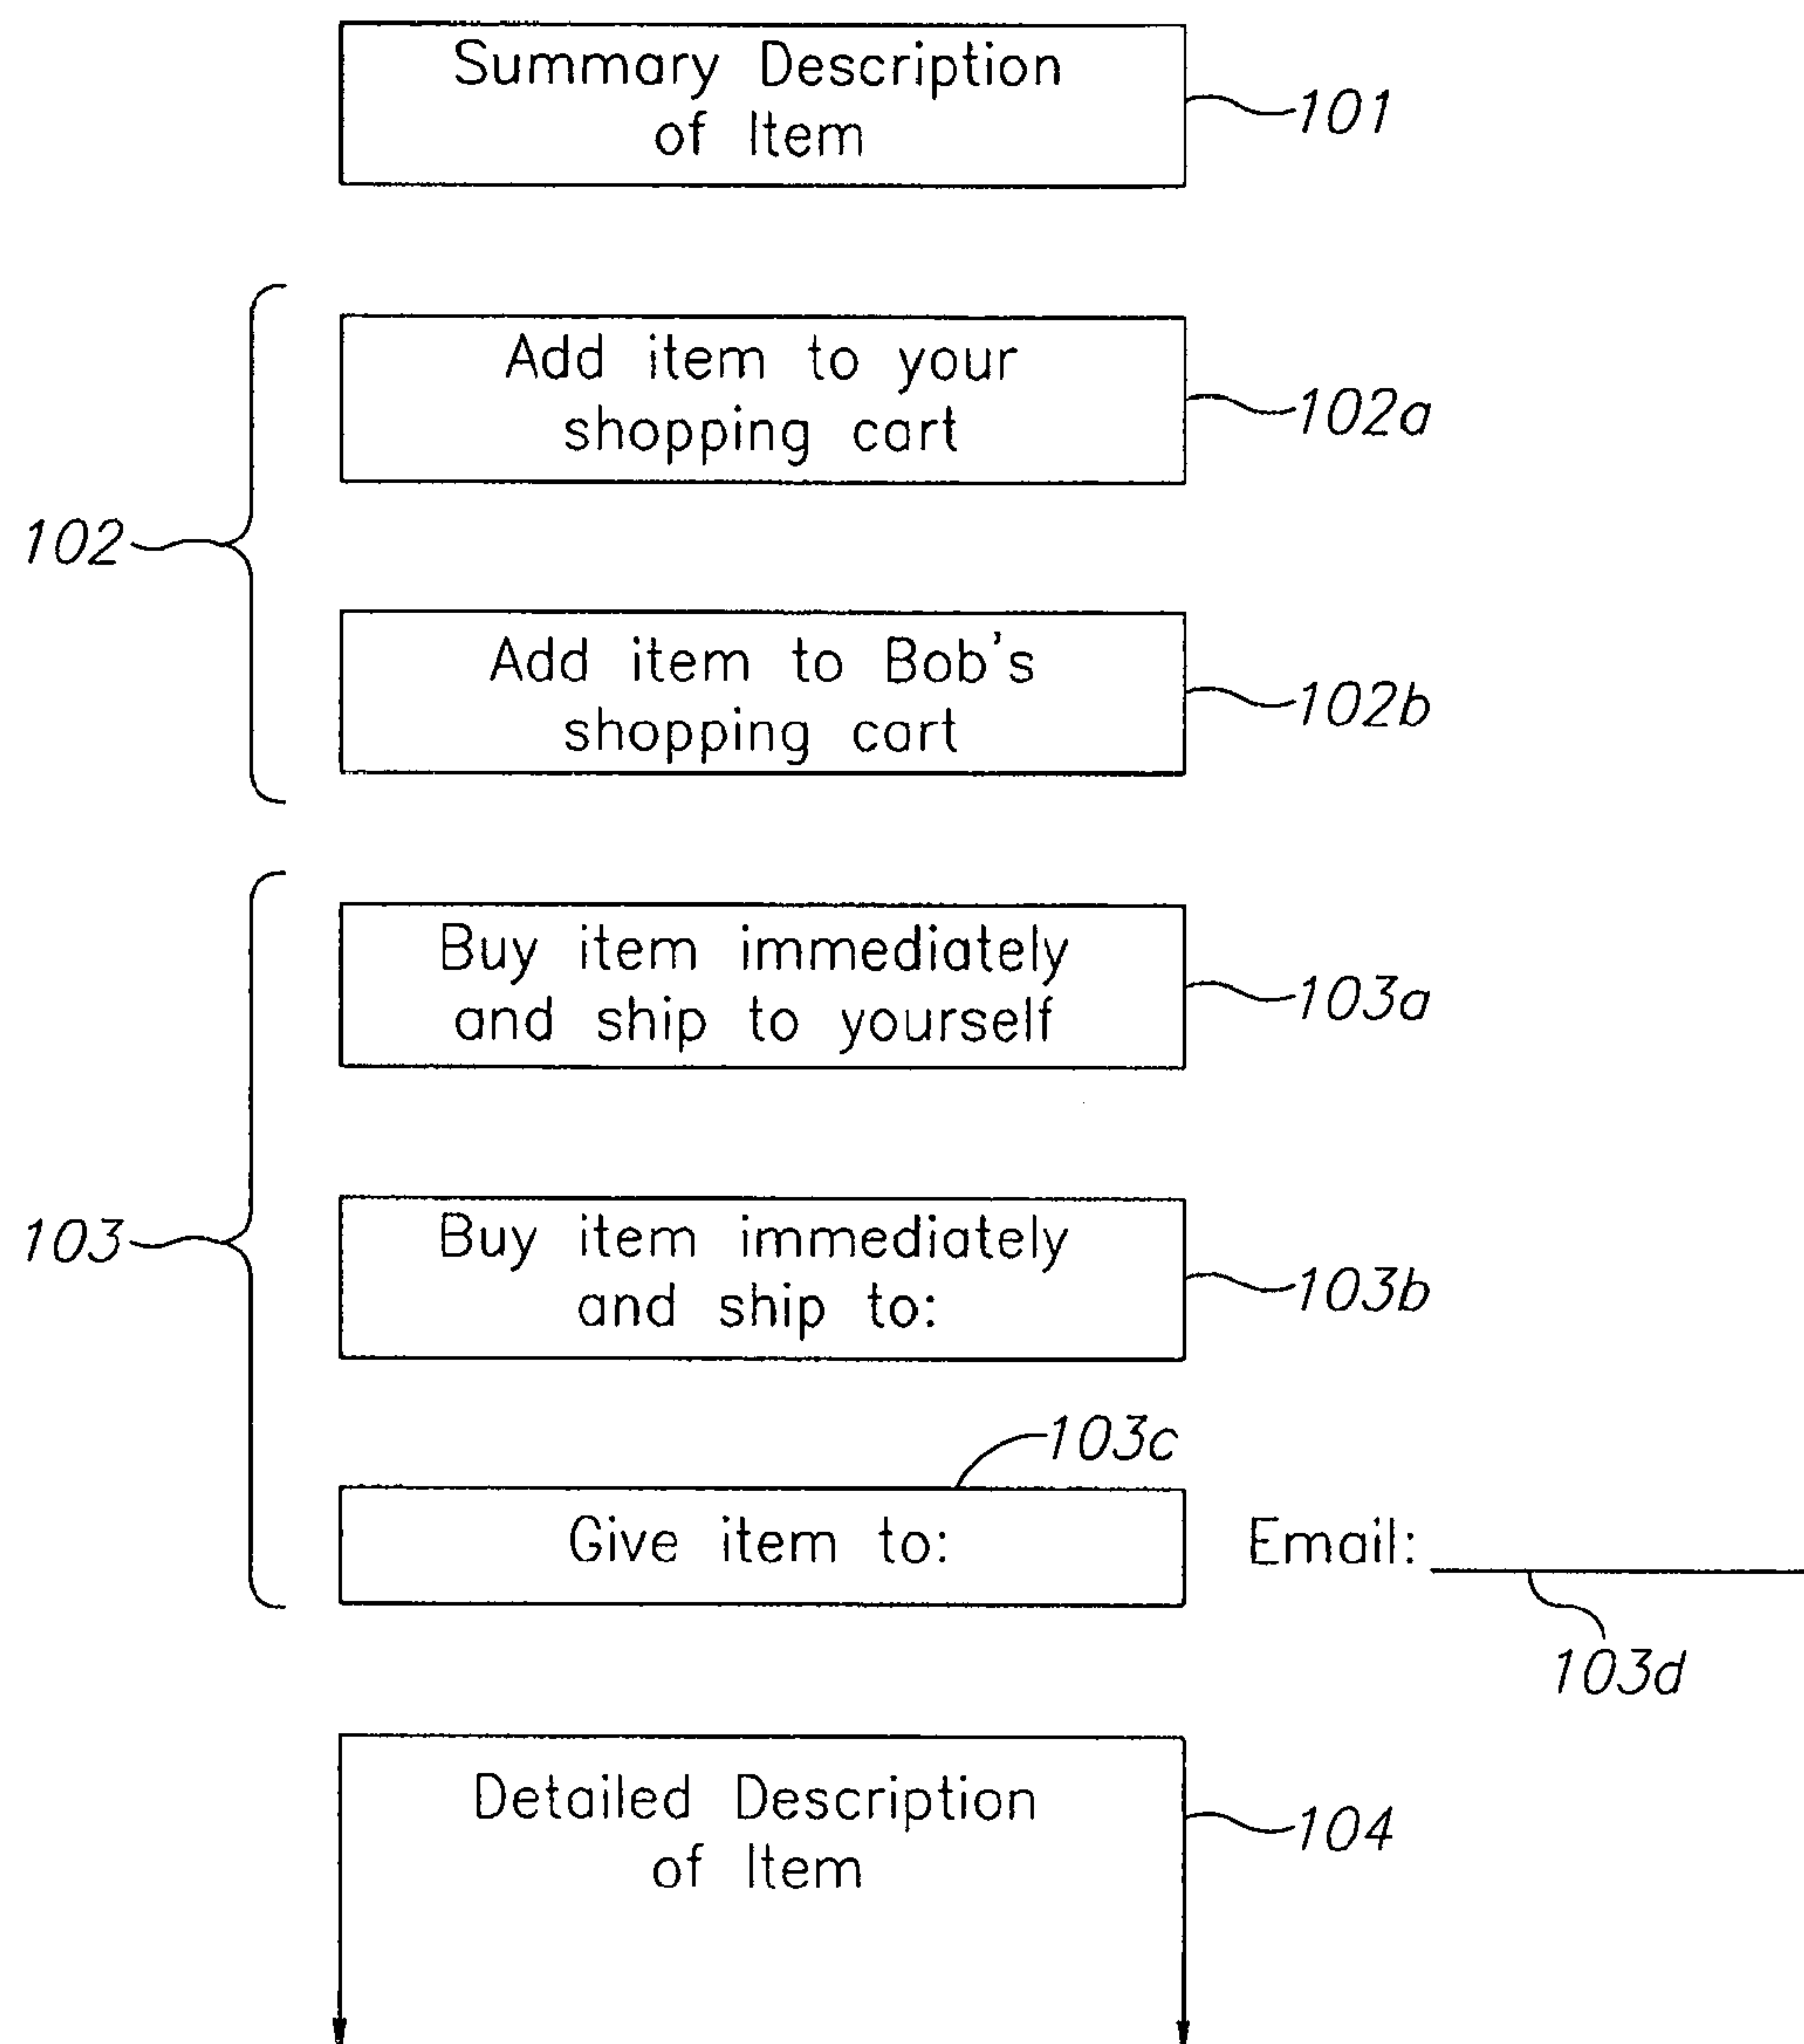 Summary Description
of Item
101
Add item to your
shopping cart
102a
102
Add item to Bob's
shopping cart
102b
Buy item immediately
and ship to yourself
103a
103
Buy item immediately
and ship to:
103b
103c
Give item to:
Email:
103d
Detailed Description
of Item
104